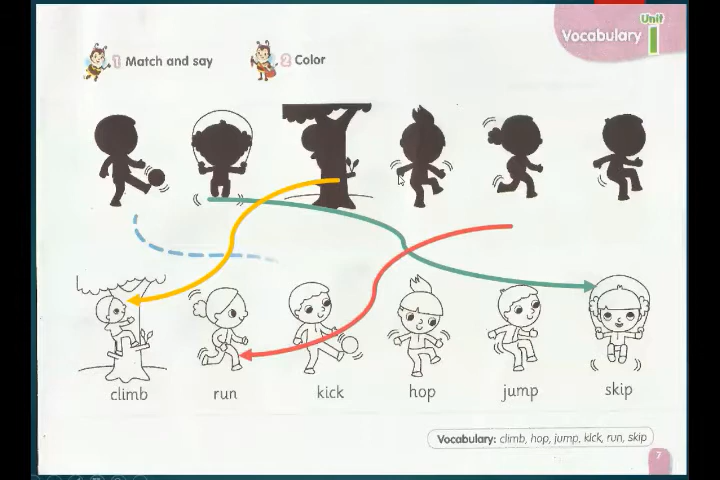 Unit
Vocabulary 1
1 Match and say
2 Color
climb
run
kick
hop
jump
skip
Vocabulary: climb, hop, jump, kick, run, skip
7